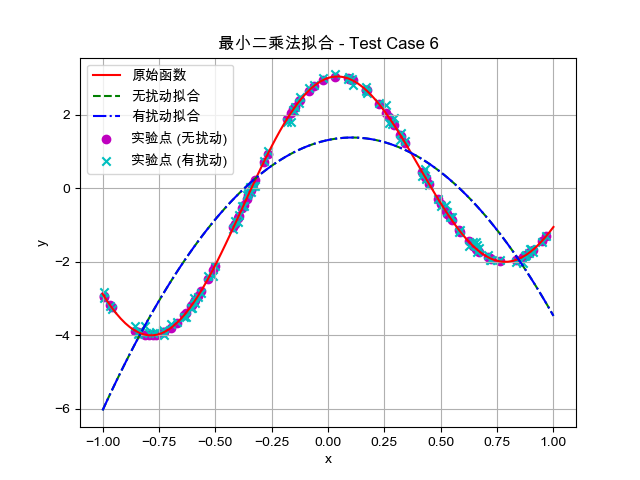 最小二乘法拟合 - Test Case 6
原始函数
无扰动拟合
有扰动拟合
实验点 (无扰动)
实验点 (有扰动)
y
2
0
−2
−4
−6
−1.00 −0.75 −0.50 −0.25 0.00 0.25 0.50 0.75 1.00
x